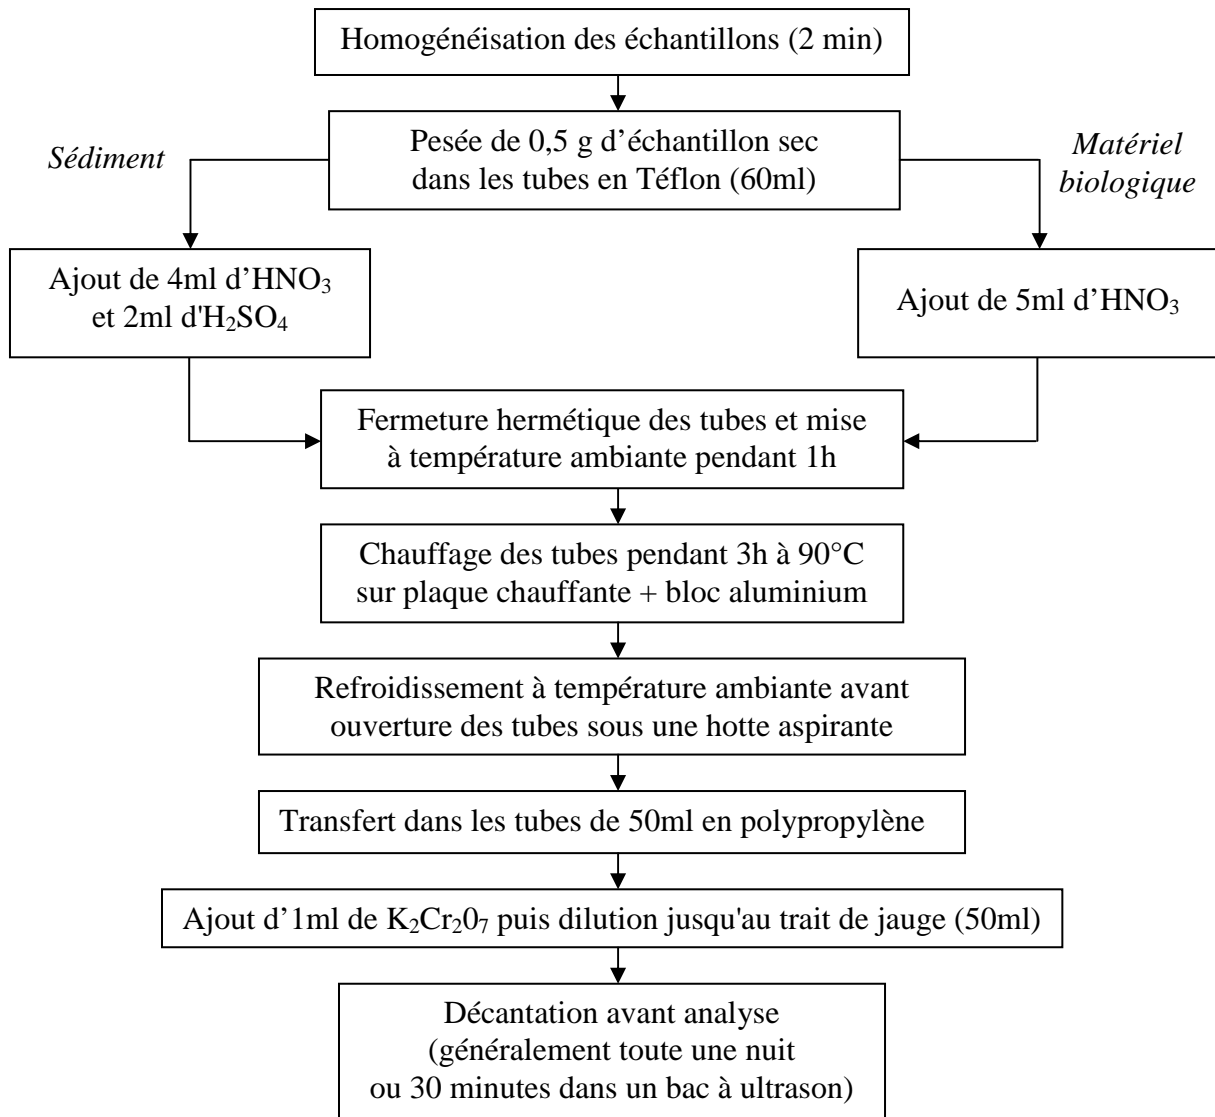 Homogénéisation des échantillons (2 min)
Pesée de 0,5 g d’échantillon sec
dans les tubes en Téflon (60ml)
Sédiment
Matériel
biologique
Ajout de 4ml d’HNO₃
et 2ml d'H₂SO₄
Ajout de 5ml d’HNO₃
Fermeture hermétique des tubes et mise
à température ambiante pendant 1h
Chauffage des tubes pendant 3h à 90°C
sur plaque chauffante + bloc aluminium
Refroidissement à température ambiante avant
ouverture des tubes sous une hotte aspirante
Transfert dans les tubes de 50ml en polypropylène
Ajout d’1ml de K₂Cr₂0₇ puis dilution jusqu'au trait de jauge (50ml)
Décantation avant analyse
(généralement toute une nuit
ou 30 minutes dans un bac à ultrason)